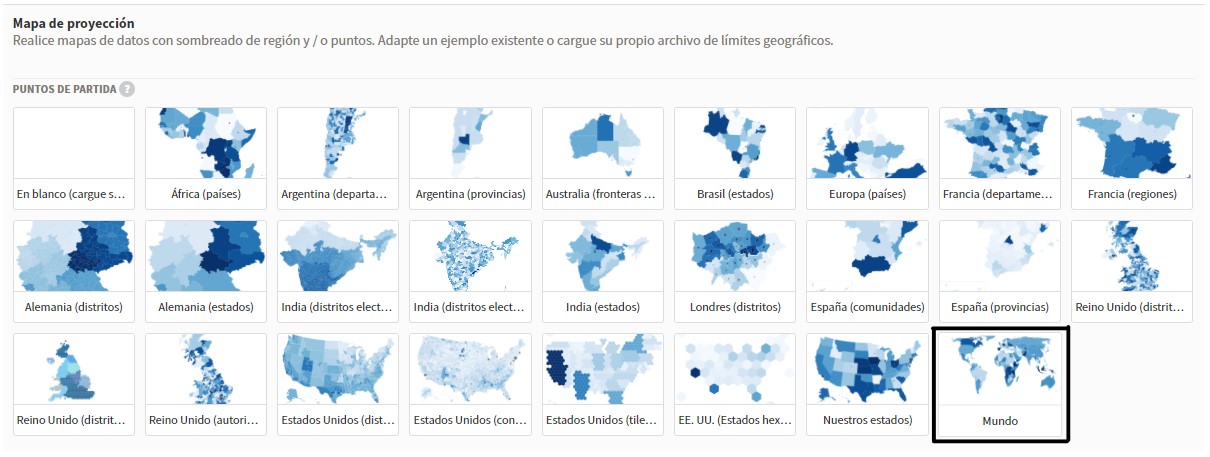 Mapa de proyección
Realice mapas de datos con sombreado de región y / o puntos. Adapte un ejemplo existente o cargue su propio archivo de límites geográficos.
PUNTOS DE PARTIDA ?
En blanco (cargue s...
África (países)
Argentina (departa...
Argentina (provincias)
Australia (fronteras ...
Brasil (estados)
Europa (países)
Francia (departame...
Francia (regiones)
Alemania (distritos)
Alemania (estados)
India (distritos elect...
India (distritos elect...
India (estados)
Londres (distritos)
España (comunidades)
España (provincias)
Reino Unido (distrit...
Reino Unido (distrit...
Reino Unido (autori...
Estados Unidos (dist...
Estados Unidos (con...
Estados Unidos (tile...
EE. UU. (Estados hex...
Nuestros estados)
Mundo